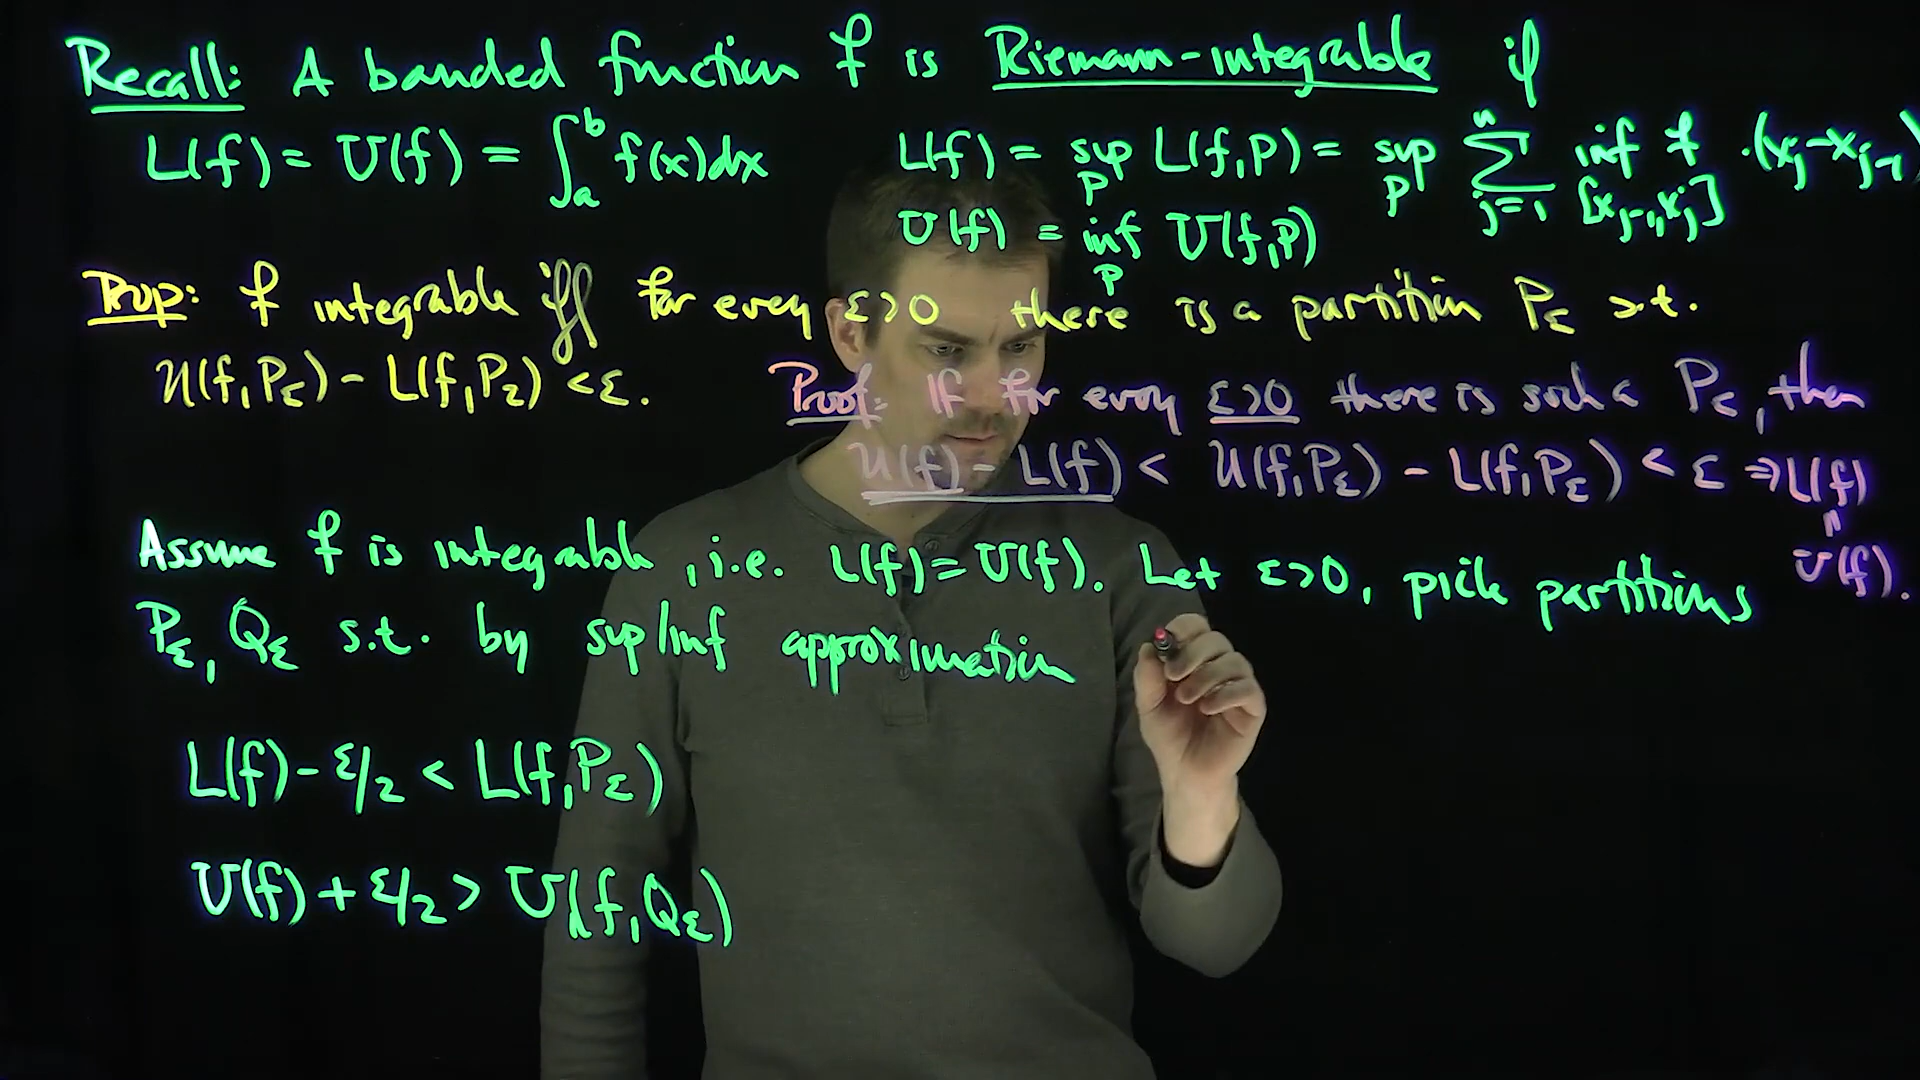 Recall: A bounded function f is Riemann-integrable if
L(f) = U(f) = ∫_a^b f(x)dx
L(f) = sup_P L(f,P) = sup_P ∑_{j=1}^n inf_{[x_{j-1},x_j]} f ·(x_j-x_{j-1})
U(f) = inf_P U(f,P)
Prop: f integrable iff for every ε>0 there is a partition P_ε s.t.
U(f,P_ε) - L(f,P_ε) < ε.
Proof: If for every ε>0 there is such a P_ε, then
U(f) - L(f) < U(f,P_ε) - L(f,P_ε) < ε ⇒ L(f)
=
U(f).
Assume f is integrable, i.e. L(f) = U(f). Let ε>0, pick partitions
P_ε, Q_ε s.t. by sup/inf approximation
L(f) - ε/2 < L(f,P_ε)
U(f) + ε/2 > U(f,Q_ε)